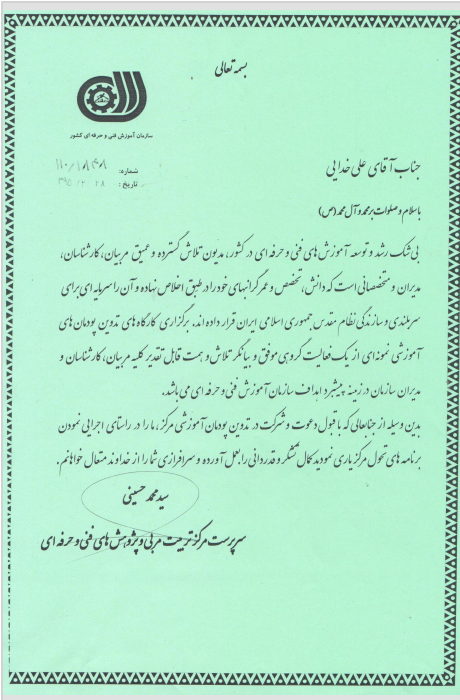 بسمه تعالی
سازمان آموزش فنی و حرفه ای کشور
شماره: ۱۱۰/۱۸۴۸
تاریخ: ۱۳۹۵/۲/۲۸
جناب آقای علی خدایی
با سلام و صلوات بر محمد و آل محمد (ص)
بی شک رشد و توسعه آموزش های فنی و حرفه ای در کشور، مدیون تلاش گسترده و عمیق مربیان، کارشناسان،
مدیران و متخصصانی است که دانش، تخصص و عمر گرانبهای خود را در طبق اخلاص نهاده و آن را سرمایه ای برای
سربلندی و سازندگی نظام مقدس جمهوری اسلامی ایران قرار داده اند. برگزاری کارگاه های تدوین پودمان های
آموزشی نمونه ای از یک فعالیت گروهی موفق و بیانگر تلاش و همت قابل تقدیر کلیه مربیان، کارشناسان و
مدیران سازمان در زمینه پیشبرد اهداف سازمان آموزش فنی و حرفه ای می باشد.
بدین وسیله از جنابعالی که با قبول دعوت و شرکت در تدوین پودمان آموزشی مرکز، ما را در راستای اجرایی نمودن
برنامه های تحول مرکز یاری نمودید کمال تشکر و قدردانی را بعمل آورده و سرافرازی شما را از خداوند متعال خواهانم.
سید محمد حسینی
سرپرست مرکز تربیت مربی و پژوهش های فنی و حرفه ای